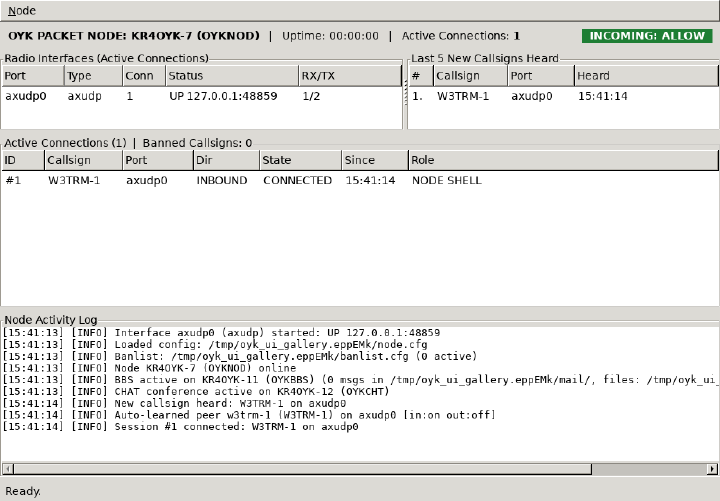 Node
OYK PACKET NODE: KR4OYK-7 (OYKNOD) | Uptime: 00:00:00 | Active Connections: 1 INCOMING: ALLOW
Radio Interfaces (Active Connections)
Port Type Conn Status RX/TX
axudp0 axudp 1 UP 127.0.0.1:48859 1/2
Last 5 New Callsigns Heard
# Callsign Port Heard
1. W3TRM-1 axudp0 15:41:14
Active Connections (1) | Banned Callsigns: 0
ID Callsign Port Dir State Since Role
#1 W3TRM-1 axudp0 INBOUND CONNECTED 15:41:14 NODE SHELL
Node Activity Log
[15:41:13] [INFO] Interface axudp0 (axudp) started: UP 127.0.0.1:48859
[15:41:13] [INFO] Loaded config: /tmp/oyk_ui_gallery.eppEMk/node.cfg
[15:41:13] [INFO] Banlist: /tmp/oyk_ui_gallery.eppEMk/banlist.cfg (0 active)
[15:41:13] [INFO] Node KR4OYK-7 (OYKNOD) online
[15:41:13] [INFO] BBS active on KR4OYK-11 (OYKBBS) (0 msgs in /tmp/oyk_ui_gallery.eppEMk/mail/, files: /tmp/oyk_ui_
[15:41:13] [INFO] CHAT conference active on KR4OYK-12 (OYKCHT)
[15:41:14] [INFO] New callsign heard: W3TRM-1 on axudp0
[15:41:14] [INFO] Auto-learned peer w3trm-1 (W3TRM-1) on axudp0 [in:on out:off]
[15:41:14] [INFO] Session #1 connected: W3TRM-1 on axudp0
Ready.